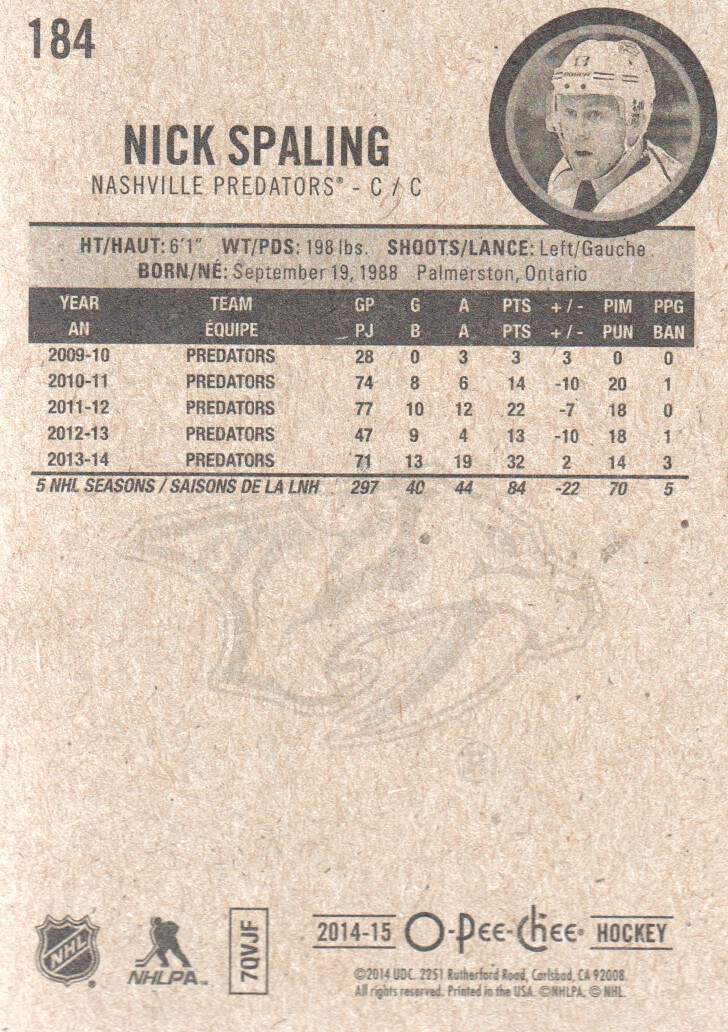 184
NICK SPALING
NASHVILLE PREDATORS® - C / C
HT/HAUT: 6'1" WT/PDS: 198 lbs. SHOOTS/LANCE: Left/Gauche
BORN/NÉ: September 19, 1988 Palmerston, Ontario
YEAR TEAM GP G A PTS + / - PIM PPG
AN ÉQUIPE PJ B A PTS + / - PUN BAN
2009-10 PREDATORS 28 0 3 3 3 0 0
2010-11 PREDATORS 74 8 6 14 -10 20 1
2011-12 PREDATORS 77 10 12 22 -7 18 0
2012-13 PREDATORS 47 9 4 13 -10 18 1
2013-14 PREDATORS 71 13 19 32 2 14 3
5 NHL SEASONS / SAISONS DE LA LNH 297 40 44 84 -22 70 5
NHL
NHLPA™
7QVJF
2014-15 O-Pee-Chee® HOCKEY
©2014 UDC. 2251 Rutherford Road, Carlsbad, CA 92008.
All rights reserved. Printed in the USA. ©NHLPA. © NHL.